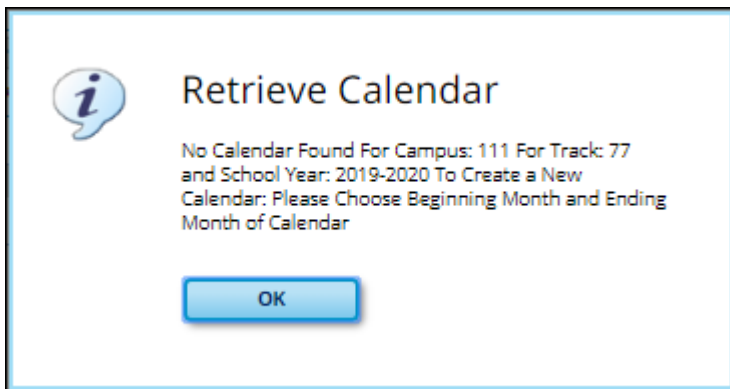 Retrieve Calendar
No Calendar Found For Campus: 111 For Track: 77
and School Year: 2019-2020 To Create a New
Calendar: Please Choose Beginning Month and Ending
Month of Calendar
OK